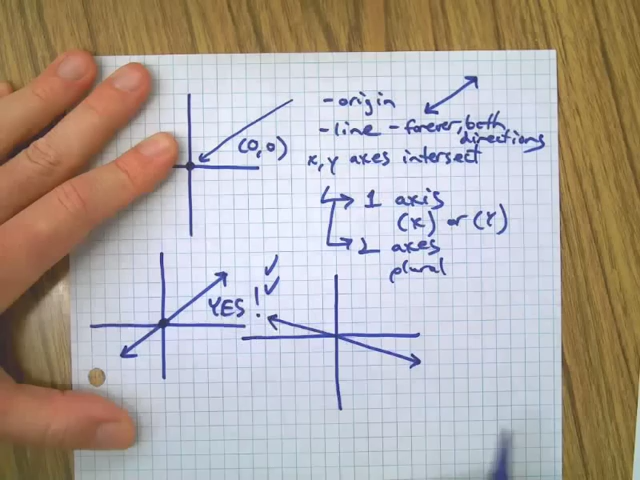 - origin
(0,0)
- line - forever, both
directions
x, y axes intersect
1 axis
(x) or (Y)
2 axes
plural
YES!